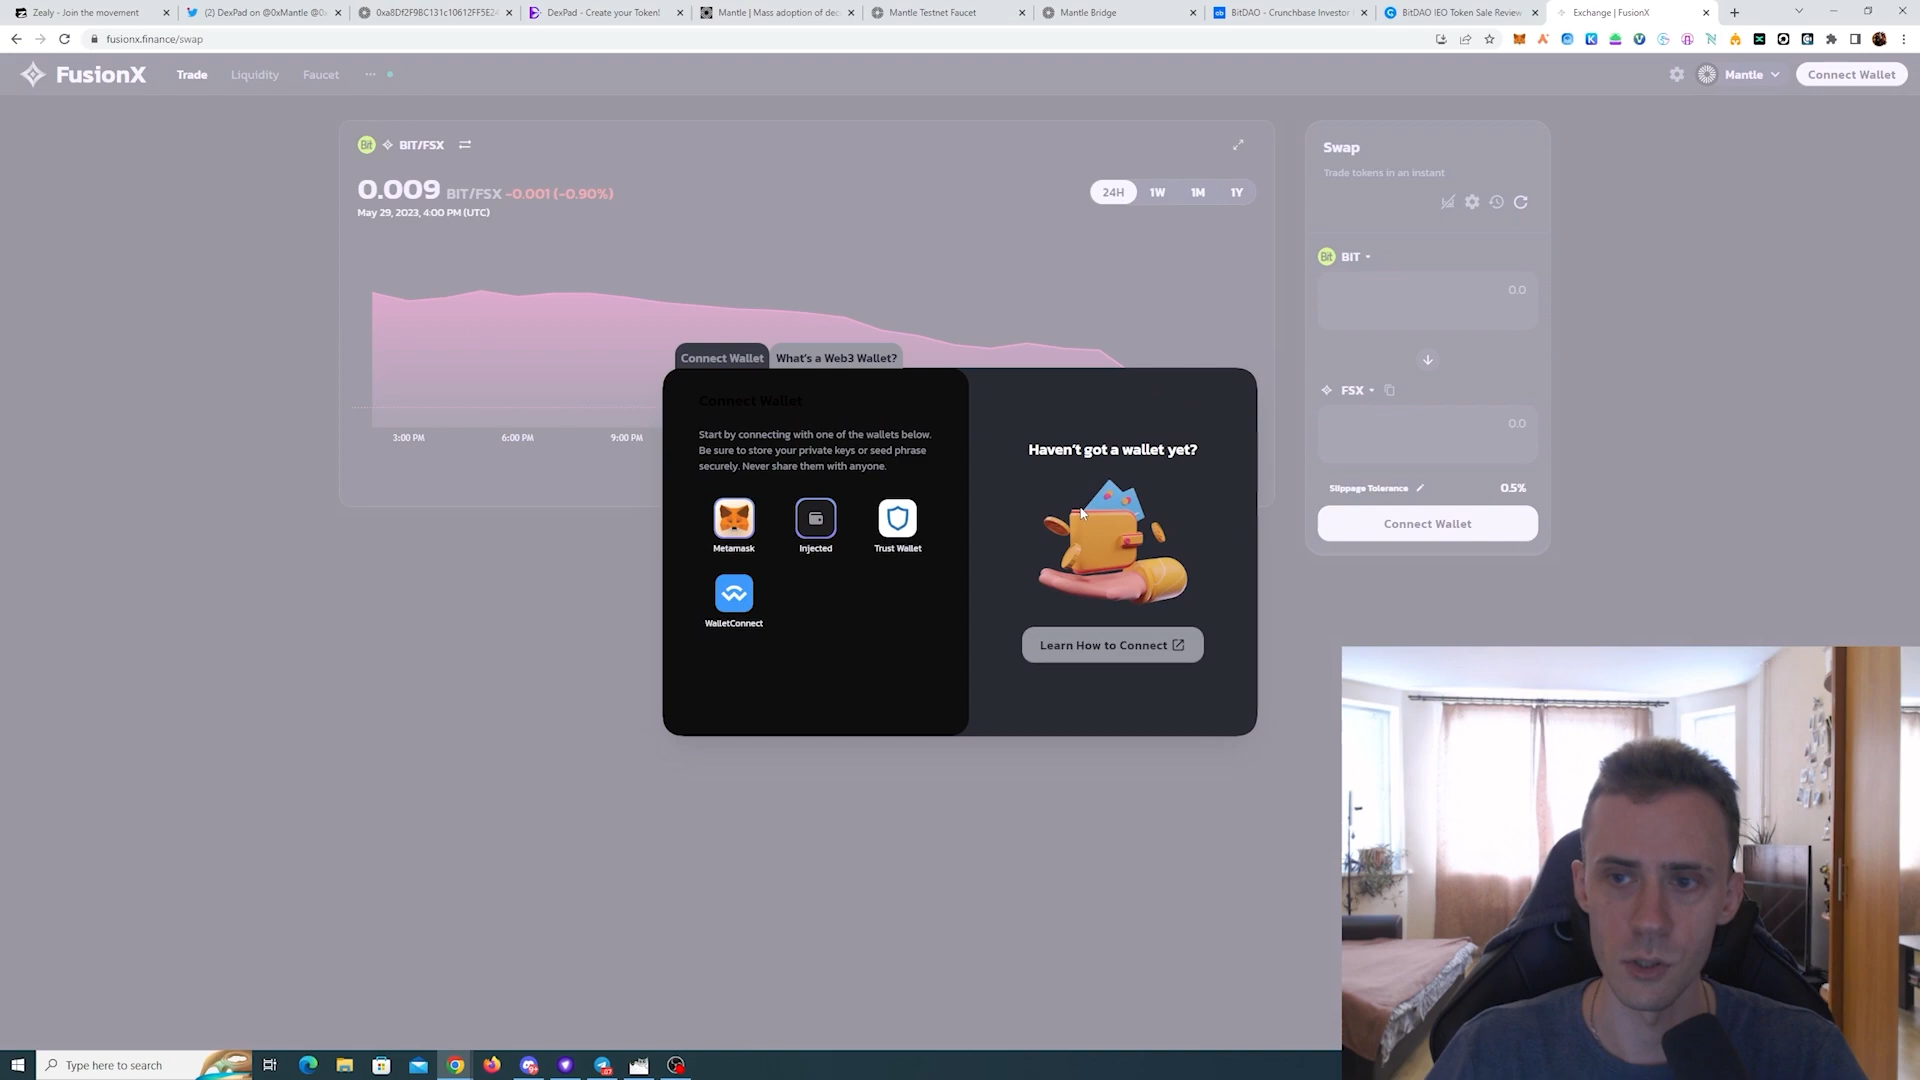 Zealy - Join the movement
(2) DexPad on @0xMantle @0x
0xa8Df2F9BC131c10612FF5E24
DexPad - Create your Token!
Mantle | Mass adoption of dec
Mantle Testnet Faucet
Mantle Bridge
BitDAO - Crunchbase Investor
BitDAO IEO Token Sale Review
Exchange | FusionX
fusionx.finance/swap
FusionX
Trade
Liquidity
Faucet
Mantle
Connect Wallet
Bit
BIT/FSX
0.009 BIT/FSX -0.001 (-0.90%)
May 29, 2023, 4:00 PM (UTC)
24H
1W
1M
1Y
3:00 PM
6:00 PM
9:00 PM
Connect Wallet
What's a Web3 Wallet?
Connect Wallet
Start by connecting with one of the wallets below.
Be sure to store your private keys or seed phrase
securely. Never share them with anyone.
Metamask
Injected
Trust Wallet
WalletConnect
Haven't got a wallet yet?
Learn How to Connect
Swap
Trade tokens in an instant
Bit
BIT
0.0
FSX
0.0
Slippage Tolerance
0.5%
Connect Wallet
Type here to search